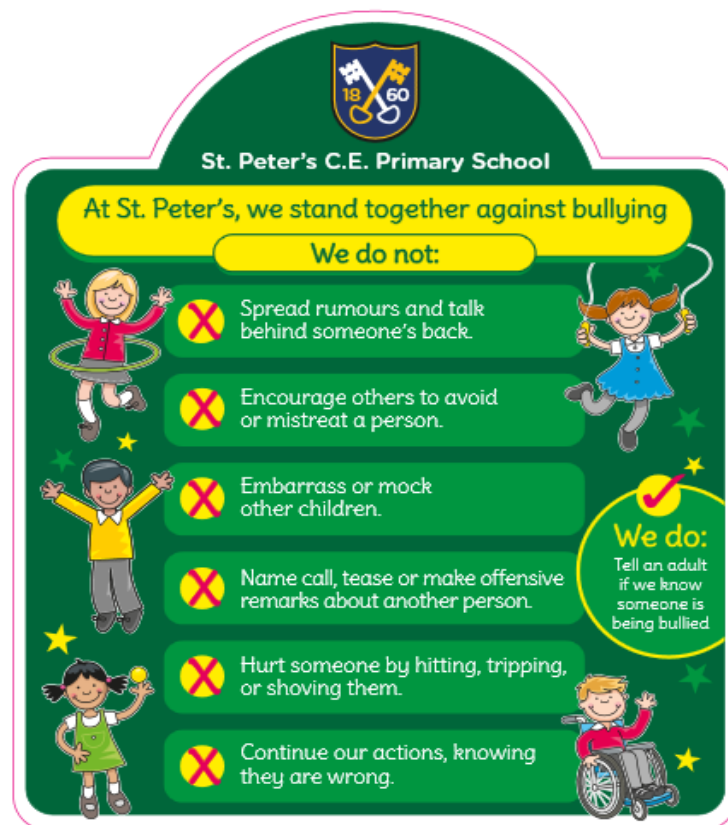 18 60
St. Peter's C.E. Primary School
At St. Peter's, we stand together against bullying
We do not:
Spread rumours and talk
behind someone's back.
Encourage others to avoid
or mistreat a person.
Embarrass or mock
other children.
Name call, tease or make offensive
remarks about another person.
Hurt someone by hitting, tripping,
or shoving them.
Continue our actions, knowing
they are wrong.
We do:
Tell an adult
if we know
someone is
being bullied